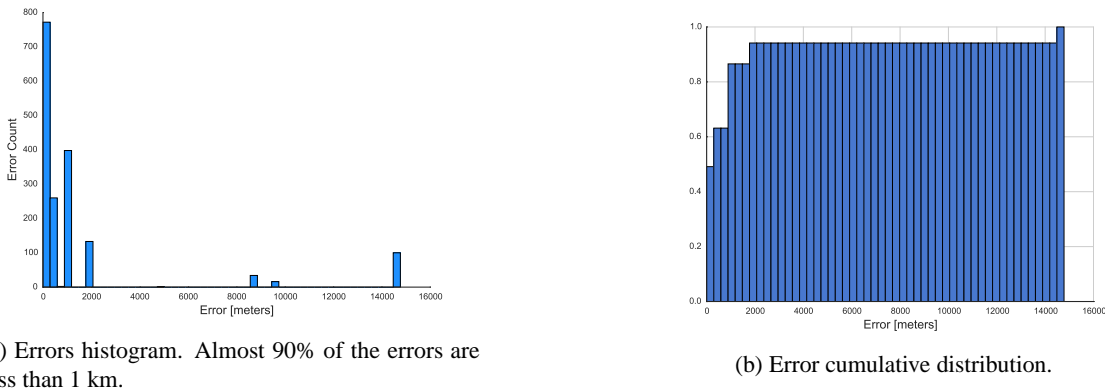 800
700
600
500
400
300
200
100
0
Error Count
0 2000 4000 6000 8000 10000 12000 14000 16000
Error [meters]
) Errors histogram. Almost 90% of the errors are
ss than 1 km.
1.0
0.8
0.6
0.4
0.2
0.0
0 2000 4000 6000 8000 10000 12000 14000 16000
Error [meters]
(b) Error cumulative distribution.